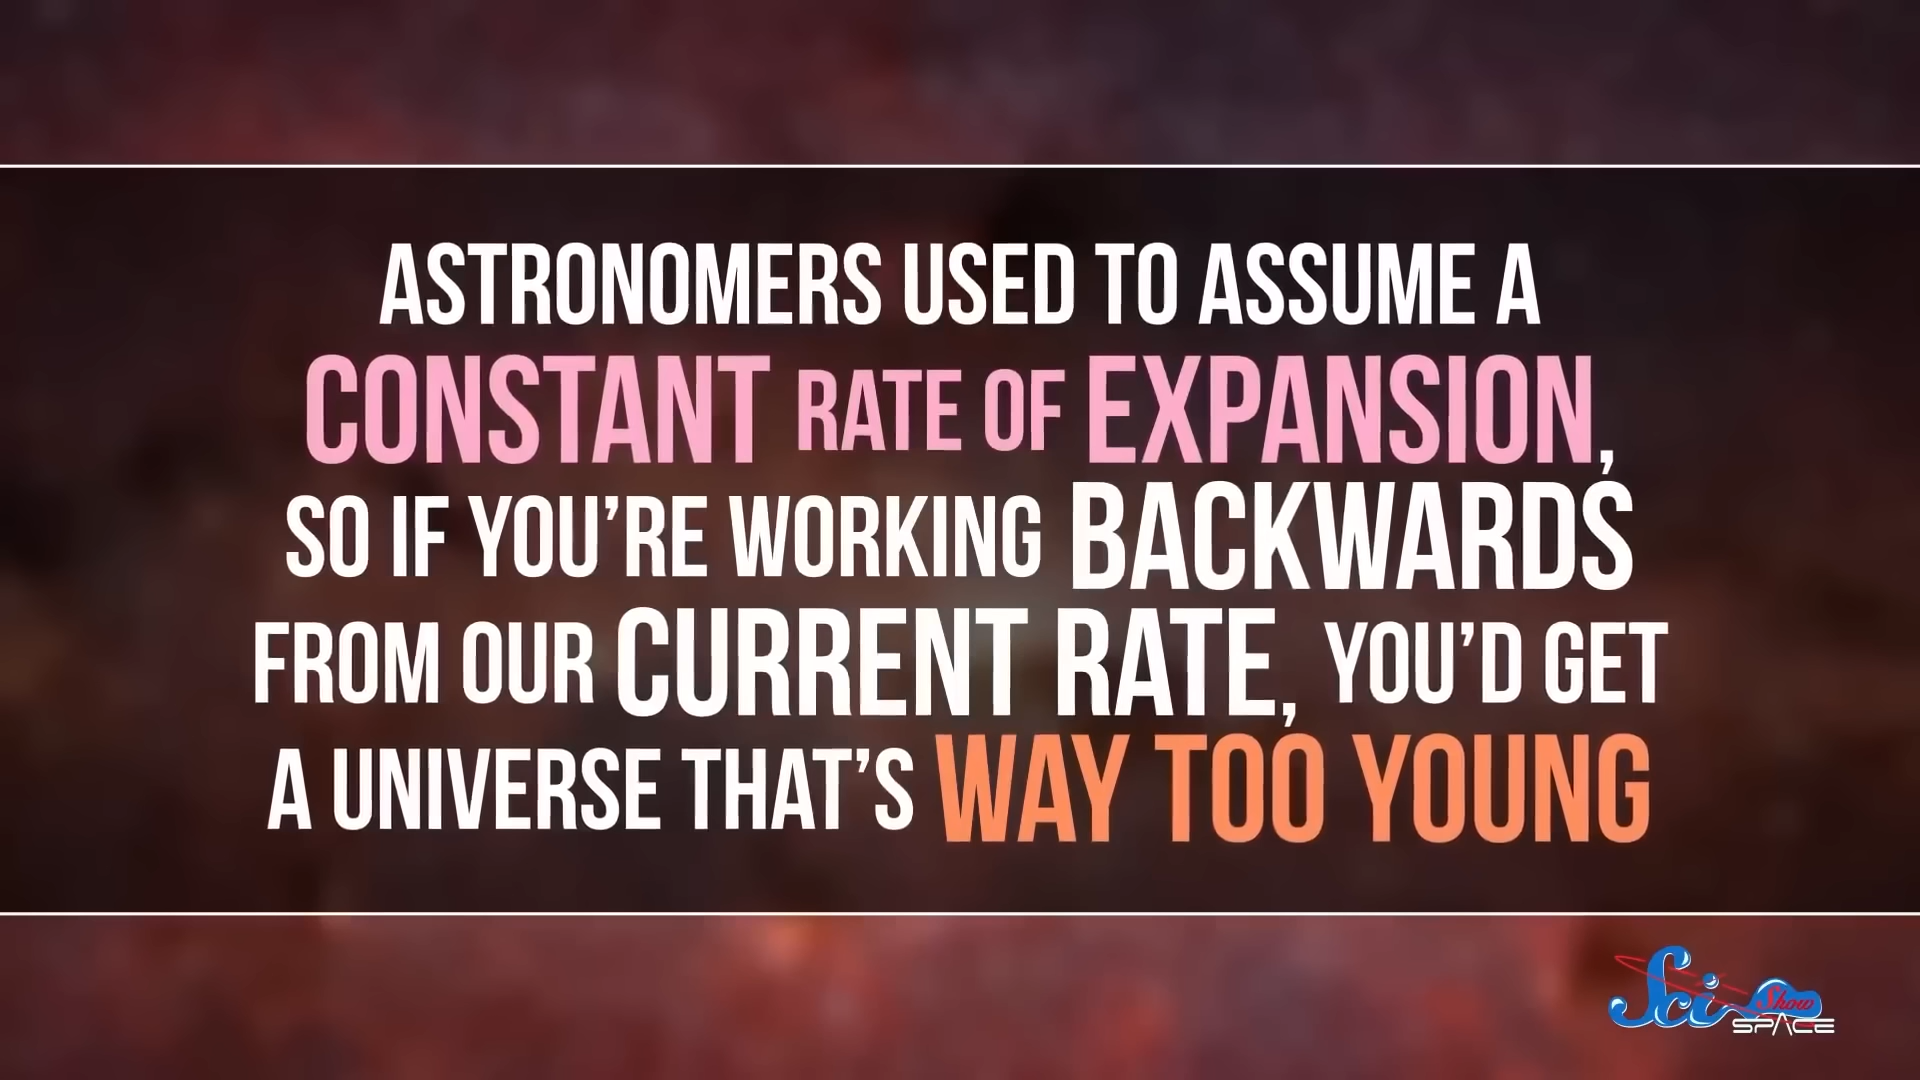 ASTRONOMERS USED TO ASSUME A
CONSTANT RATE OF EXPANSION,
SO IF YOU'RE WORKING BACKWARDS
FROM OUR CURRENT RATE, YOU'D GET
A UNIVERSE THAT'S WAY TOO YOUNG
Sci Show
SPACE